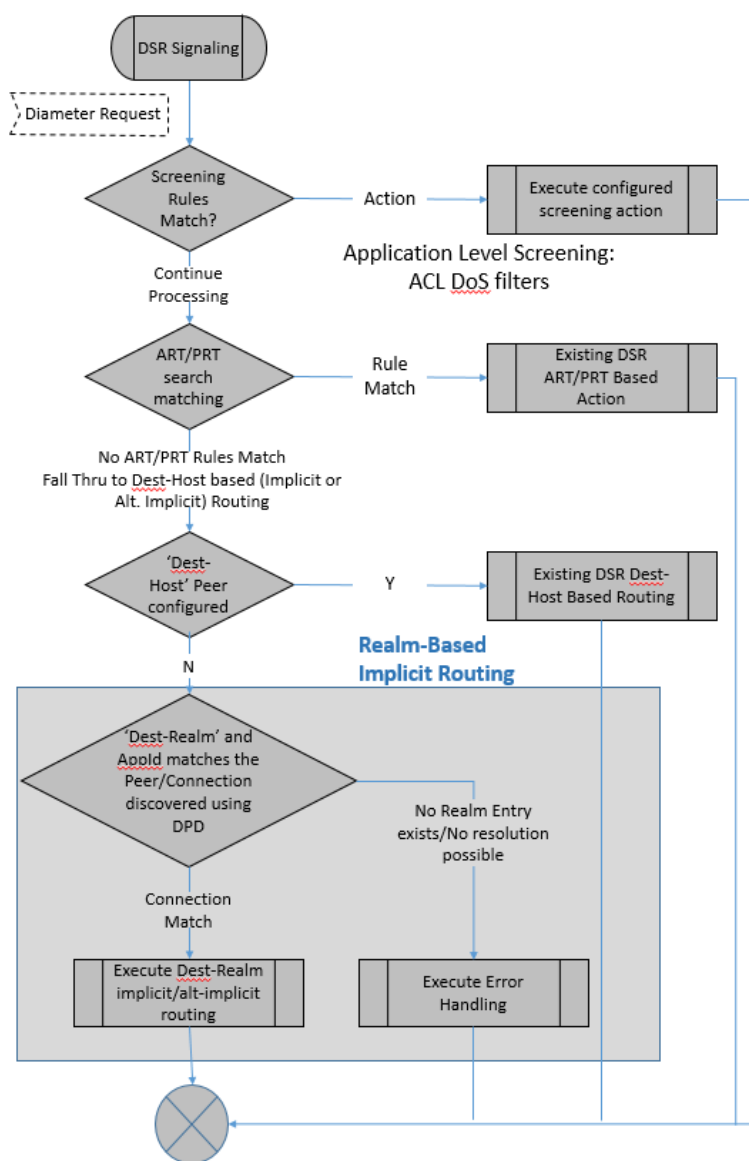 DSR Signaling
Diameter Request
Screening
Rules
Match?
Action
Execute configured
screening action
Application Level Screening:
ACL DoS filters
Continue
Processing
ART/PRT
search
matching
Rule
Match
Existing DSR
ART/PRT Based
Action
No ART/PRT Rules Match
Fall Thru to Dest-Host based (Implicit or
Alt. Implicit) Routing
‘Dest-
Host’ Peer
configured
Y
Existing DSR Dest-
Host Based Routing
N
Realm-Based
Implicit Routing
‘Dest-Realm’ and
AppId matches the
Peer/Connection
discovered using
DPD
No Realm Entry
exists/No resolution
possible
Connection
Match
Execute Dest-Realm
implicit/alt-implicit
routing
Execute Error
Handling